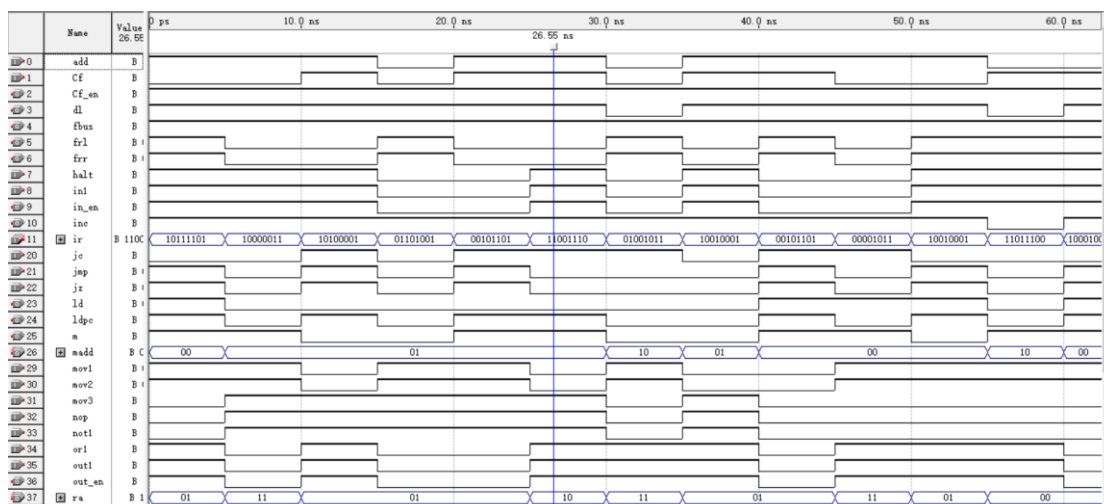 0 ps 10.0 ns 20.0 ns 30.0 ns 40.0 ns 50.0 ns 60.0 ns
Name Value 26.55
26.55 ns
0 add B
1 Cf B
2 Cf_en B
3 dl B
4 fbus B
5 frl B
6 frr B
7 halt B
8 in1 B
9 in_en B
10 inc B
11 ir B 1100 10111101 10000011 10100001 01101001 00101101 11001110 01001011 10010001 00101101 00001011 10010001 11011100 1000100
20 jc B
21 jmp B
22 jz B
23 ld B
24 ldpc B
25 m B
26 madd B 00 01 10 01 00 10 00
29 mov1 B
30 mov2 B
31 mov3 B
32 nop B
33 not1 B
34 or1 B
35 out1 B
36 out_en B
37 ra B 1 01 11 01 10 11 01 11 01 00